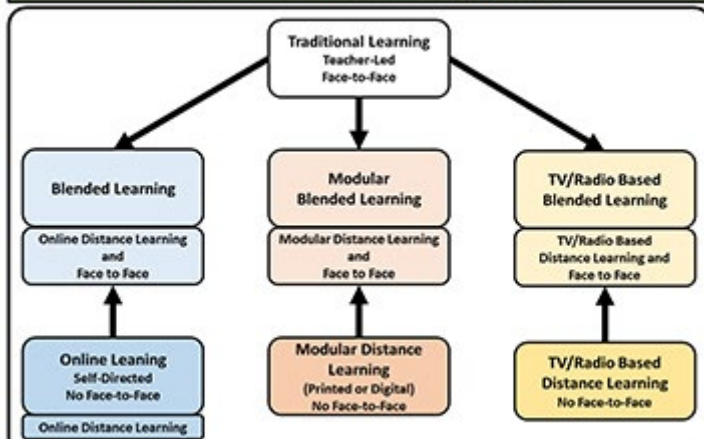 Traditional Learning
Teacher-Led
Face-to-Face
Blended Learning
Online Distance Learning
and
Face to Face
Modular
Blended Learning
Modular Distance Learning
and
Face to Face
TV/Radio Based
Blended Learning
TV/Radio Based
Distance Learning and
Face to Face
Online Leaning
Self-Directed
No Face-to-Face
Online Distance Learning
Modular Distance
Learning
(Printed or Digital)
No Face-to-Face
TV/Radio Based
Distance Learning
No Face-to-Face